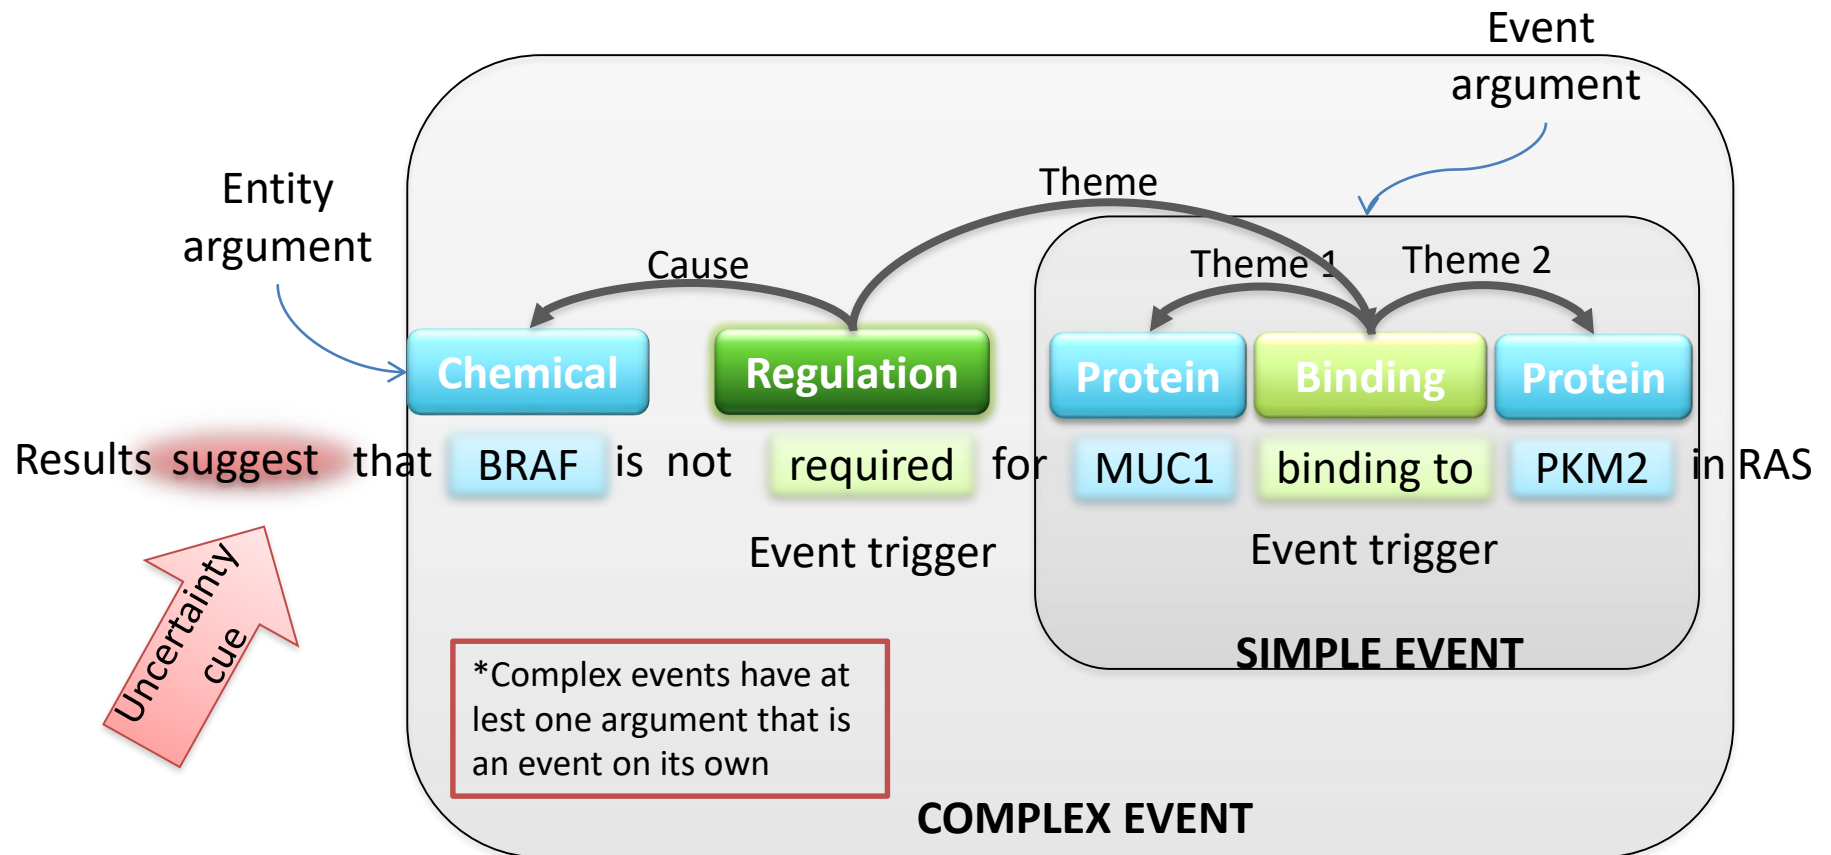 Event
argument
Entity
argument
Theme
Cause
Theme 1
Theme 2
Chemical
Regulation
Protein
Binding
Protein
Results suggest that BRAF is not required for MUC1 binding to PKM2 in RAS
Event trigger
Event trigger
Uncertainty
cue
SIMPLE EVENT
*Complex events have at
lest one argument that is
an event on its own
COMPLEX EVENT